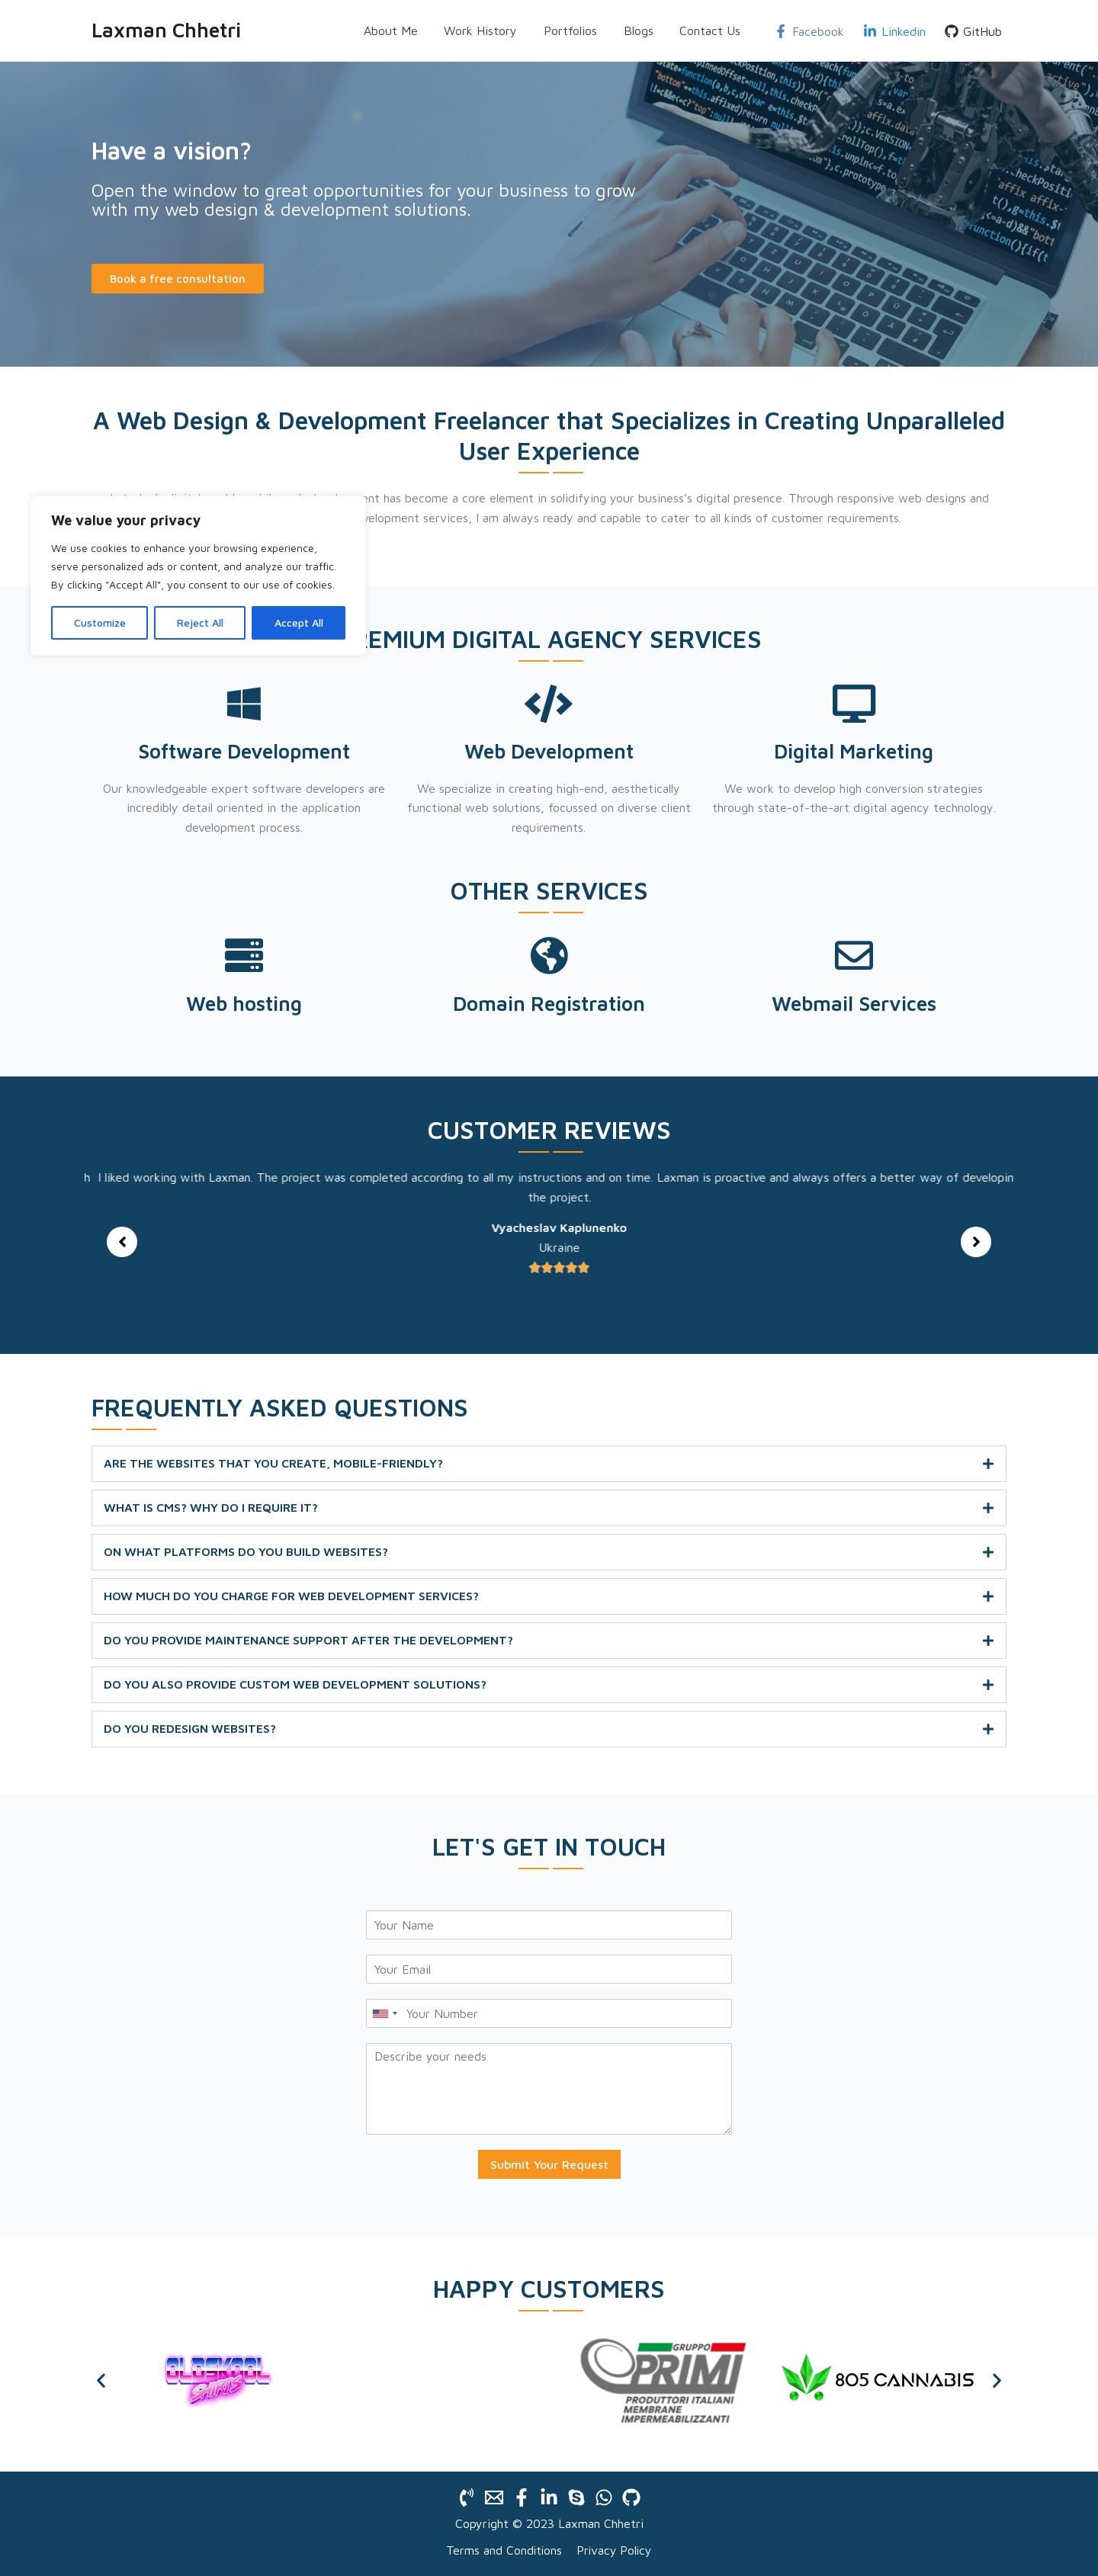 Laxman Chhetri
About Me
Work History
Portfolios
Blogs
Contact Us
Facebook
Linkedin
GitHub
Have a vision?
Open the window to great opportunities for your business to grow
with my web design & development solutions.
Book a free consultation
A Web Design & Development Freelancer that Specializes in Creating Unparalleled
User Experience
has become a core element in solidifying your business's digital presence. Through responsive web designs and
services, I am always ready and capable to cater to all kinds of customer requirements.
We value your privacy
We use cookies to enhance your browsing experience,
serve personalized ads or content, and analyze our traffic.
By clicking "Accept All", you consent to our use of cookies.
Customize
Reject All
Accept All
DIGITAL AGENCY SERVICES
Software Development
Our knowledgeable expert software developers are
incredibly detail oriented in the application
development process.
Web Development
We specialize in creating high-end, aesthetically
functional web solutions, focussed on diverse client
requirements.
Digital Marketing
We work to develop high conversion strategies
through state-of-the-art digital agency technology.
OTHER SERVICES
Web hosting
Domain Registration
Webmail Services
CUSTOMER REVIEWS
h I liked working with Laxman. The project was completed according to all my instructions and on time. Laxman is proactive and always offers a better way of developin
the project.
Vyacheslav Kaplunenko
Ukraine
FREQUENTLY ASKED QUESTIONS
ARE THE WEBSITES THAT YOU CREATE, MOBILE-FRIENDLY?
WHAT IS CMS? WHY DO I REQUIRE IT?
ON WHAT PLATFORMS DO YOU BUILD WEBSITES?
HOW MUCH DO YOU CHARGE FOR WEB DEVELOPMENT SERVICES?
DO YOU PROVIDE MAINTENANCE SUPPORT AFTER THE DEVELOPMENT?
DO YOU ALSO PROVIDE CUSTOM WEB DEVELOPMENT SOLUTIONS?
DO YOU REDESIGN WEBSITES?
LET'S GET IN TOUCH
Your Name
Your Email
Your Number
Describe your needs
Submit Your Request
HAPPY CUSTOMERS
OLDSKOOL
SHIRTS
GRUPPO
PRIMI
PRODUTTORI ITALIANI
MEMBRANE
IMPERMEABILIZZANTI
805 CANNABIS
Copyright © 2023 Laxman Chhetri
Terms and Conditions
Privacy Policy